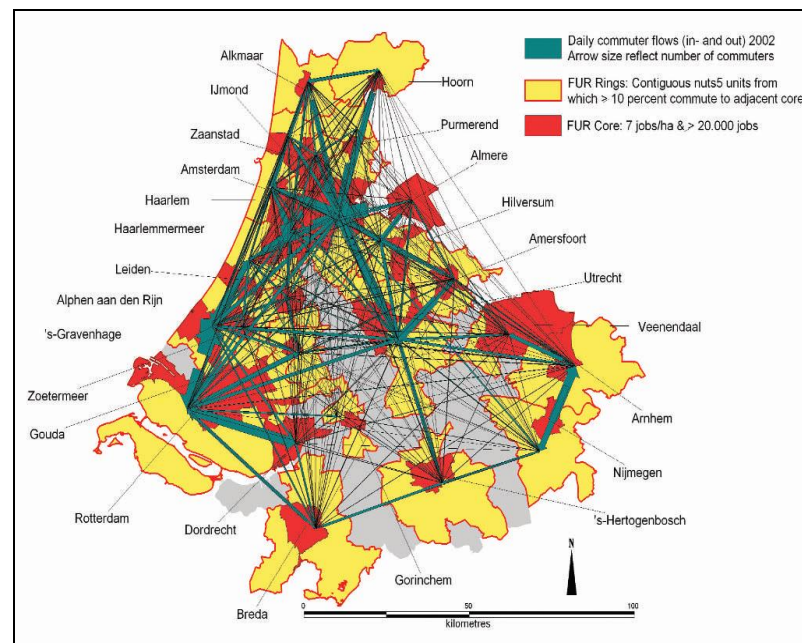 Daily commuter flows (in- and out) 2002
Arrow size reflect number of commuters
FUR Rings: Contiguous nuts5 units from
which > 10 percent commute to adjacent core
FUR Core: 7 jobs/ha & > 20.000 jobs
Alkmaar
Hoorn
IJmond
Purmerend
Zaanstad
Almere
Amsterdam
Haarlem
Hilversum
Haarlemmermeer
Amersfoort
Leiden
Utrecht
Alphen aan den Rijn
's-Gravenhage
Veenendaal
Zoetermeer
Arnhem
Gouda
Nijmegen
Rotterdam
Dordrecht
's-Hertogenbosch
Gorinchem
Breda
N
0 50 100
kilometres